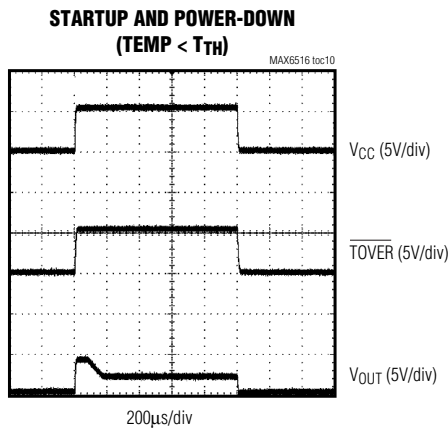 STARTUP AND POWER-DOWN
(TEMP < TTH)
MAX6516 toc10
VCC (5V/div)
TOVER (5V/div)
VOUT (5V/div)
200μs/div